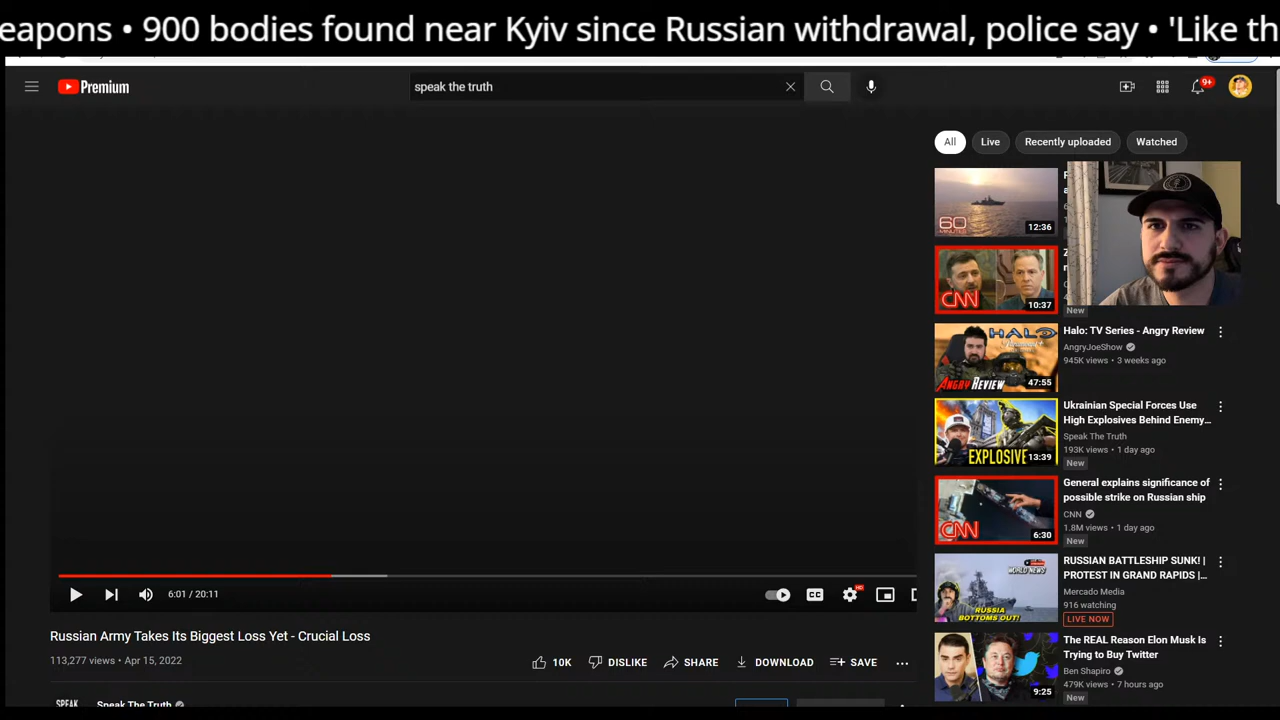 eapons • 900 bodies found near Kyiv since Russian withdrawal, police say • 'Like th
Premium
speak the truth
9+
All
Live
Recently uploaded
Watched
60
MINUTES
12:36
CNN
10:37
New
HALO
ANGRY REVIEW
47:55
Halo: TV Series - Angry Review
AngryJoeShow
945K views • 3 weeks ago
EXPLOSIVE
13:39
Ukrainian Special Forces Use
High Explosives Behind Enemy...
Speak The Truth
193K views • 1 day ago
New
CNN
6:30
General explains significance of
possible strike on Russian ship
CNN
1.8M views • 1 day ago
New
WORLD NEWS
RUSSIA
BOTTOMS OUT!
RUSSIAN BATTLESHIP SUNK! |
PROTEST IN GRAND RAPIDS |...
Mercado Media
916 watching
LIVE NOW
9:25
The REAL Reason Elon Musk Is
Trying to Buy Twitter
Ben Shapiro
479K views • 7 hours ago
New
6:01 / 20:11
CC
HD
Russian Army Takes Its Biggest Loss Yet - Crucial Loss
113,277 views • Apr 15, 2022
10K
DISLIKE
SHARE
DOWNLOAD
SAVE
SPEAK
Speak The Truth